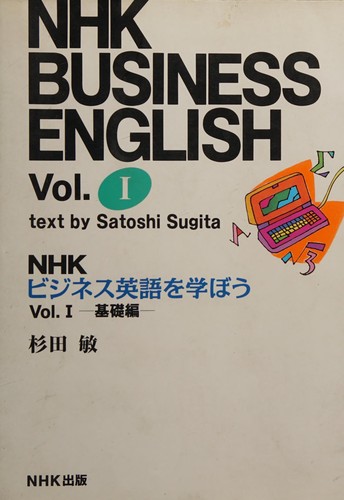 NHK
BUSINESS
ENGLISH
Vol. I
text by Satoshi Sugita
NHK
ビジネス英語を学ぼう
Vol. I ─基礎編─
杉田 敏
NHK出版